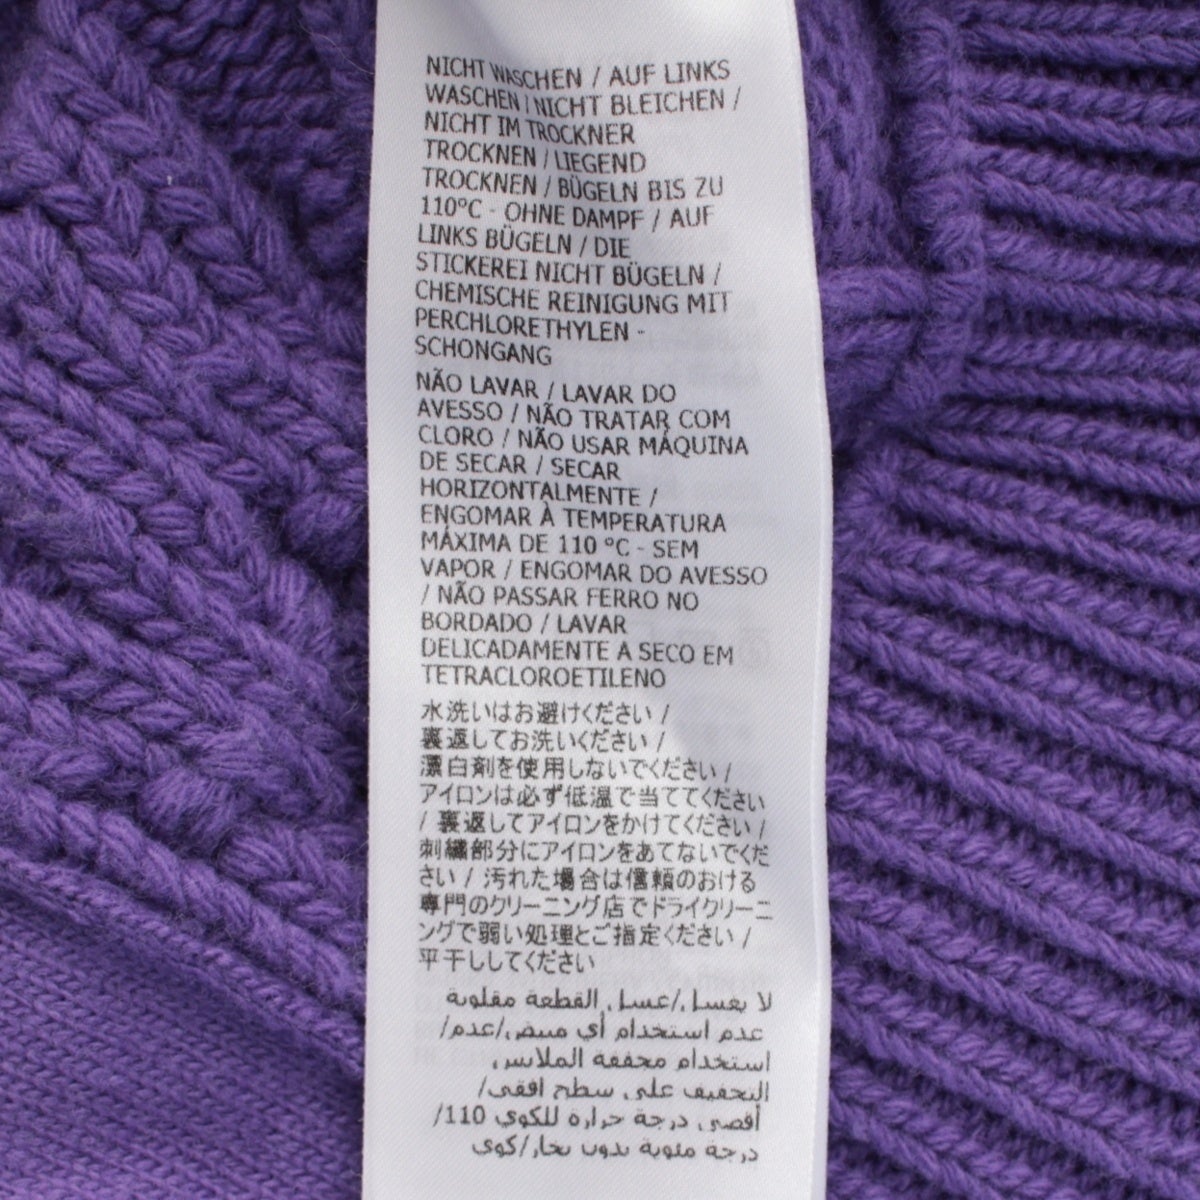 NICHT WASCHEN / AUF LINKS
WASCHEN / NICHT BLEICHEN /
NICHT IM TROCKNER
TROCKNEN / LIEGEND
TROCKNEN / BÜGELN BIS ZU
110°C - OHNE DAMPF / AUF
LINKS BÜGELN / DIE
STICKEREI NICHT BÜGELN /
CHEMISCHE REINIGUNG MIT
PERCHLORETHYLEN -
SCHONGANG
NÃO LAVAR / LAVAR DO
AVESSO / NÃO TRATAR COM
CLORO / NÃO USAR MÁQUINA
DE SECAR / SECAR
HORIZONTALMENTE /
ENGOMAR À TEMPERATURA
MÁXIMA DE 110 °C - SEM
VAPOR / ENGOMAR DO AVESSO
/ NÃO PASSAR FERRO NO
BORDADO / LAVAR
DELICADAMENTE A SECO EM
TETRACLOROETILENO
水洗いはお避けください /
裏返してお洗いください /
漂白剤を使用しないでください /
アイロンは必ず低温で当ててください
/ 裏返してアイロンをかけてください /
刺繍部分にアイロンをあてないでくだ
さい / 汚れた場合は信頼のおける
専門のクリーニング店でドライクリーニ
ングで弱い処理とご指定ください /
平干ししてください
لا يغسل/غسل القطعة مقلوبة
عدم استخدام أي مبيض/عدم/
استخدام مجففة الملابس
التجفيف على سطح افقي/
أقصى درجة حرارة للكوي 110/
درجة مئوية بدون بخار/كوي